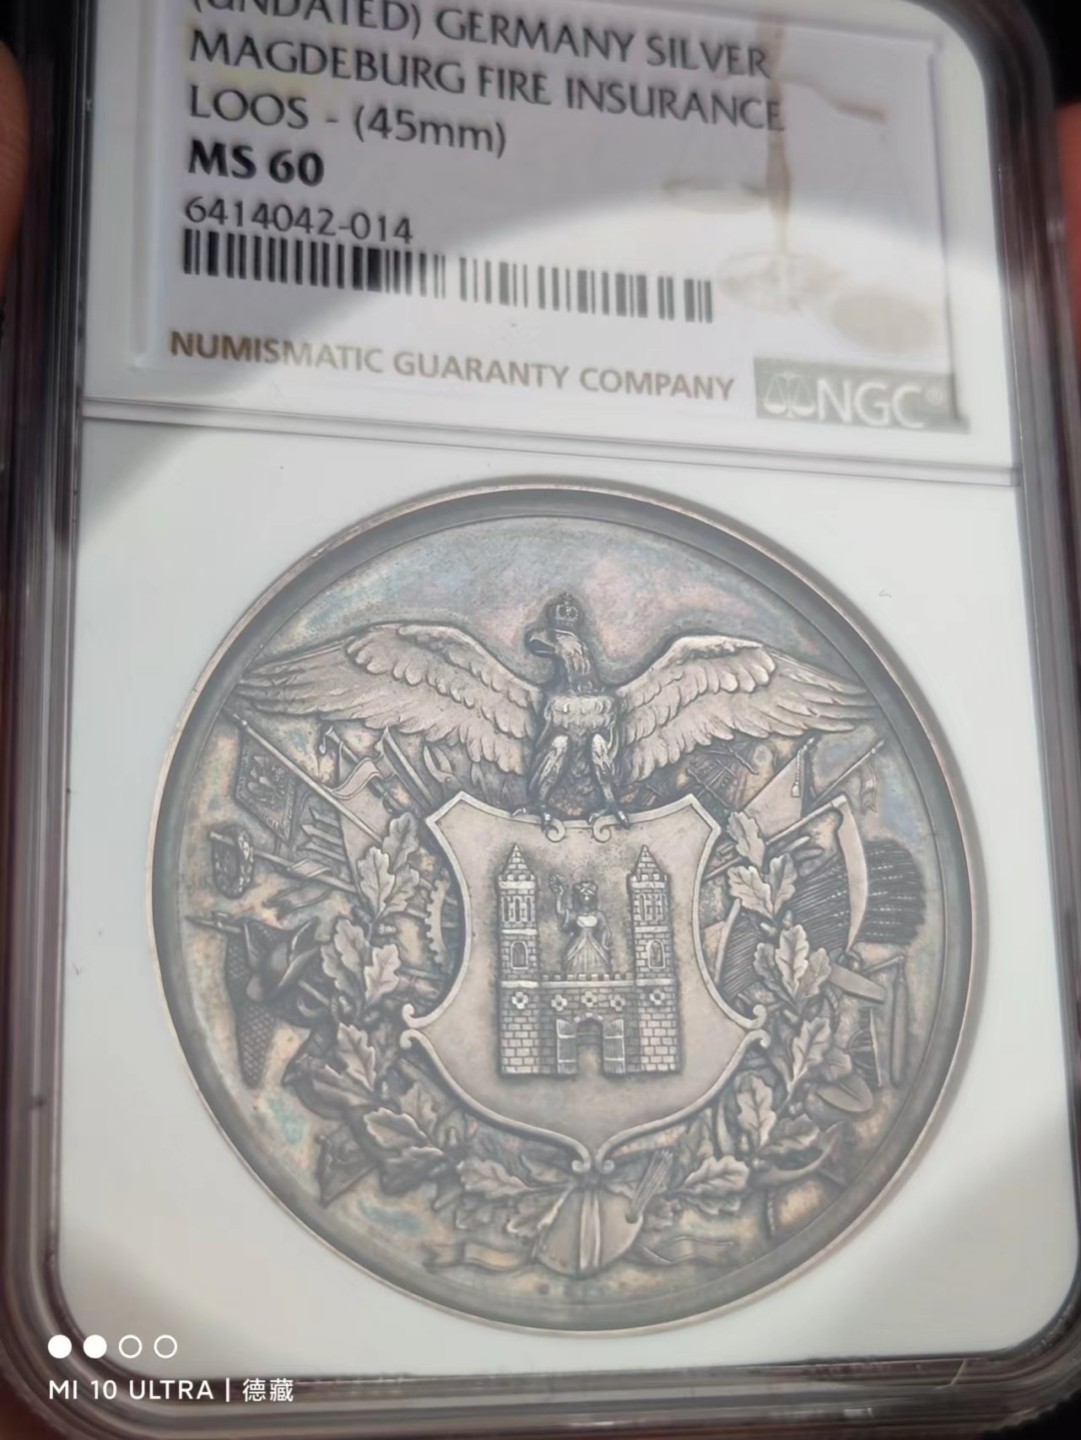 (UNDATED) GERMANY SILVER
MAGDEBURG FIRE INSURANCE
LOOS - (45mm)
MS 60
6414042-014
NUMISMATIC GUARANTY COMPANY
NGC®
MI 10 ULTRA | 德藏